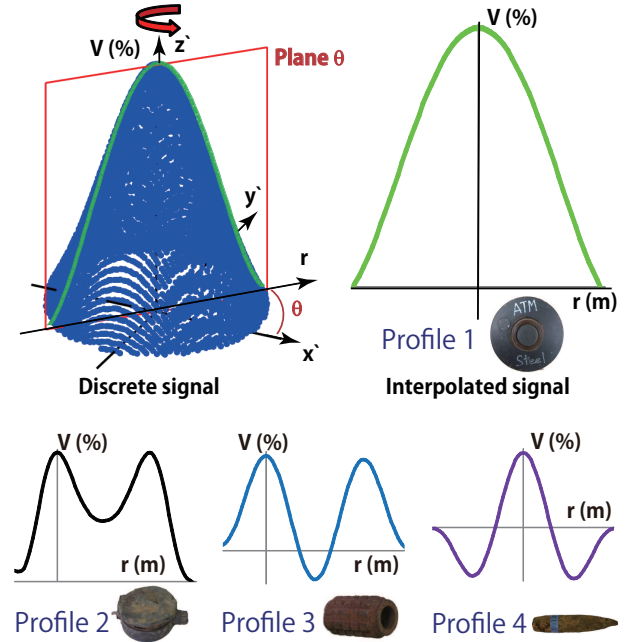 V (%)
z`
Plane θ
y`
r
θ
x`
Discrete signal
V (%)
r (m)
Profile 1
ATM
Steel
Interpolated signal
V (%)
r (m)
Profile 2
V (%)
r (m)
Profile 3
V (%)
r (m)
Profile 4